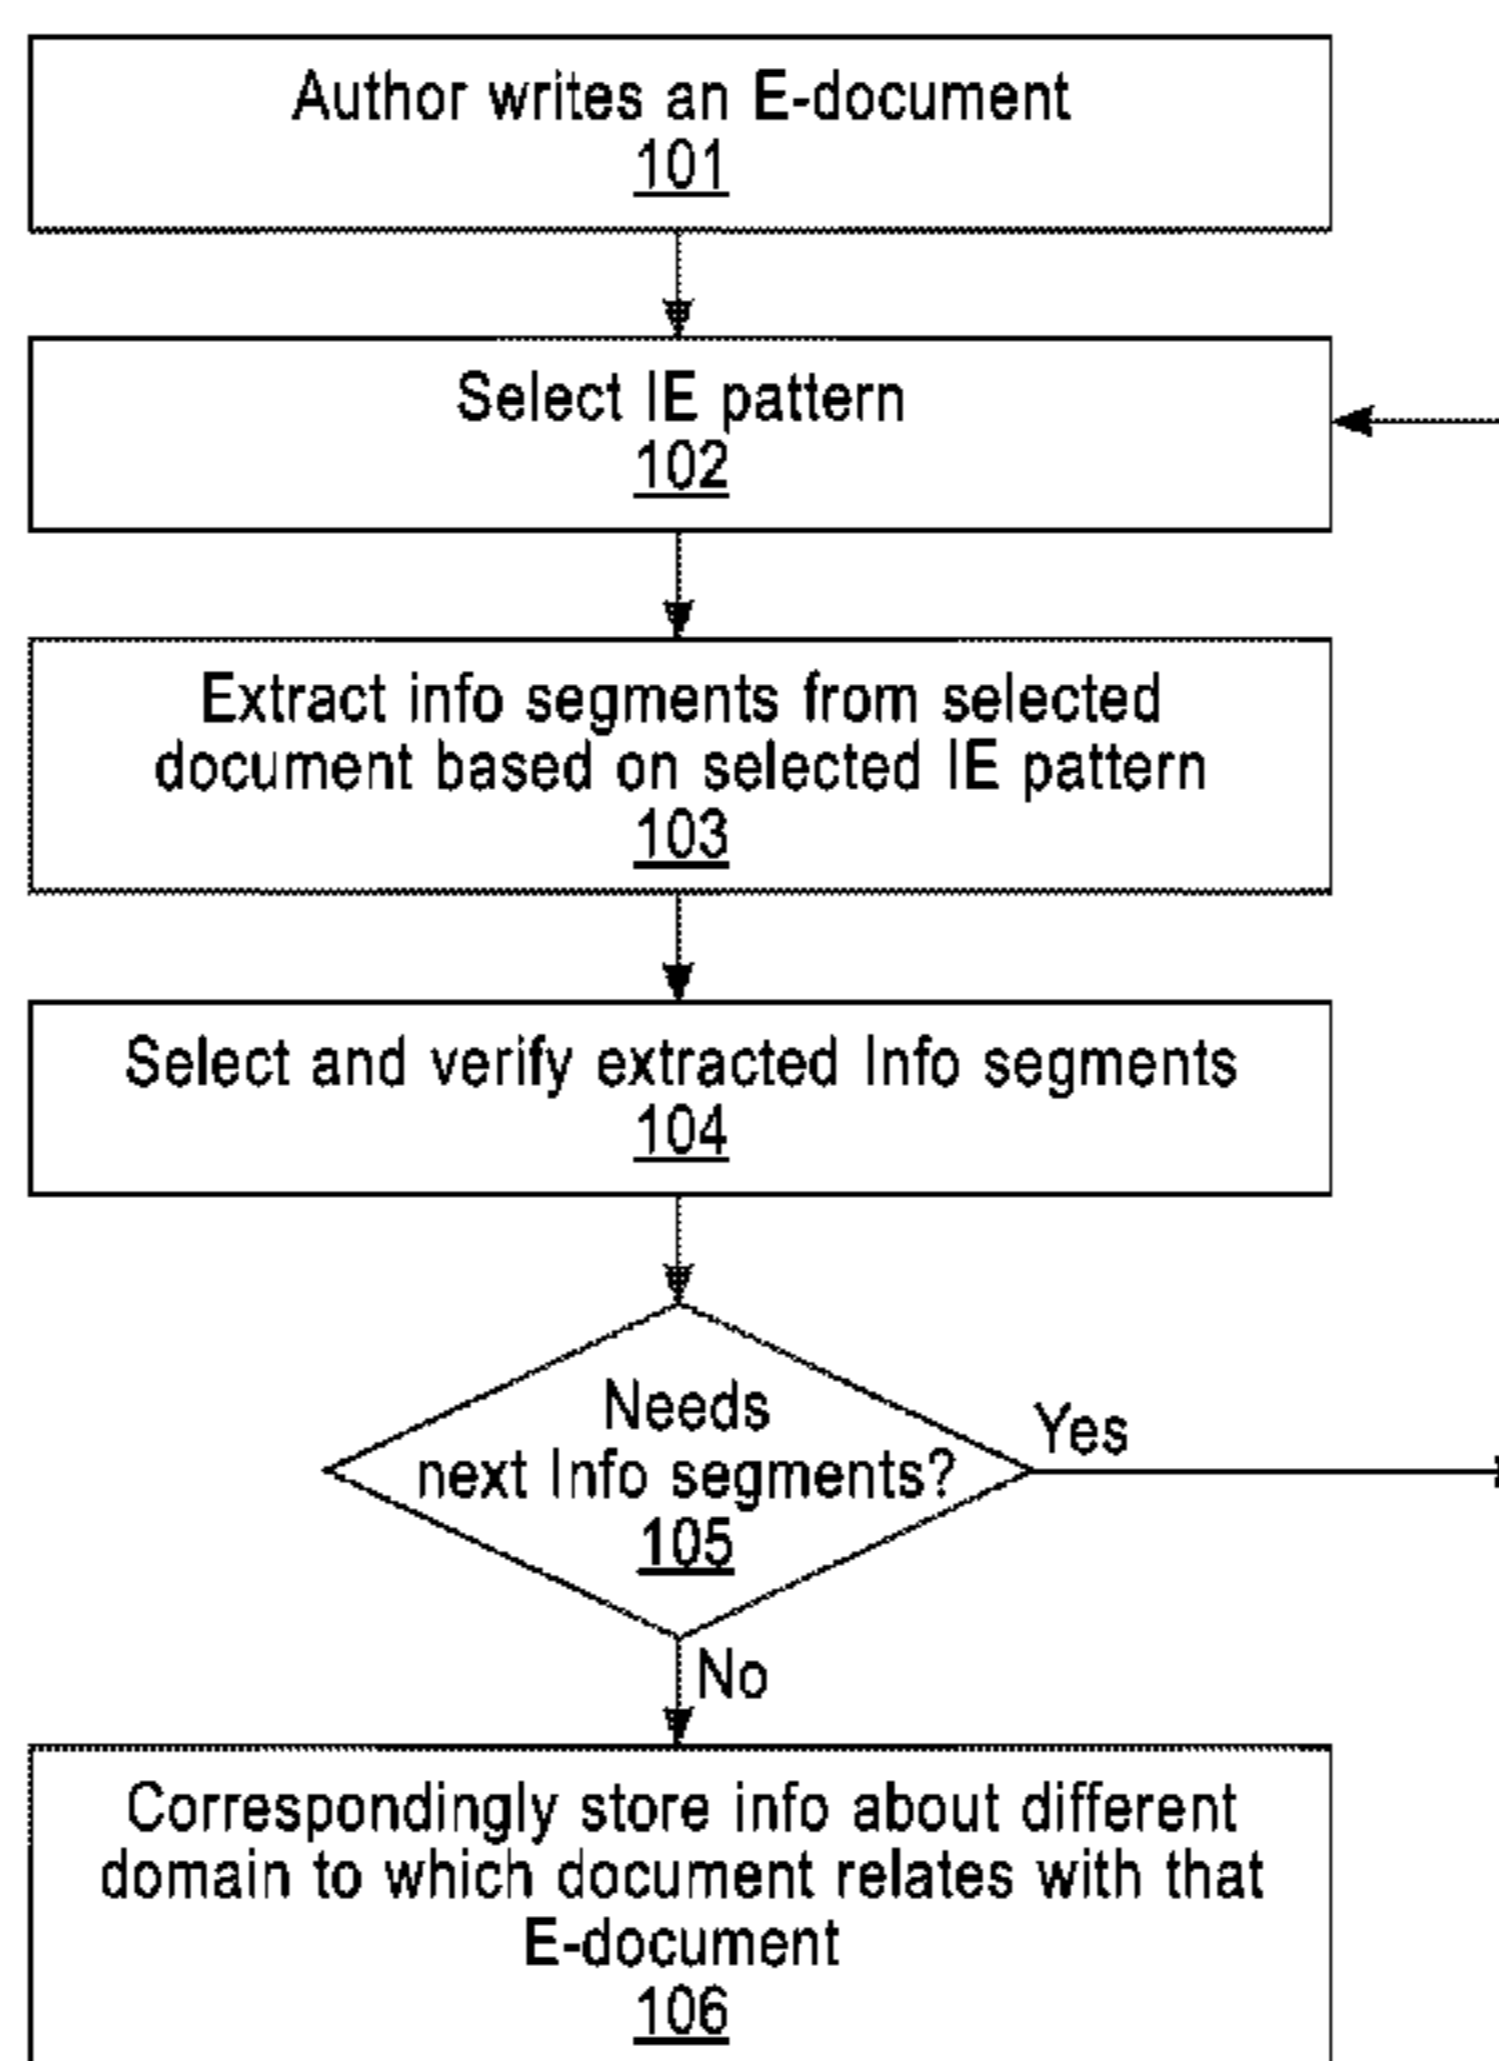 Author writes an E-document
101
Select IE pattern
102
Extract info segments from selected
document based on selected IE pattern
103
Select and verify extracted Info segments
104
Needs
next Info segments?
105
Yes
No
Correspondingly store info about different
domain to which document relates with that
E-document
106